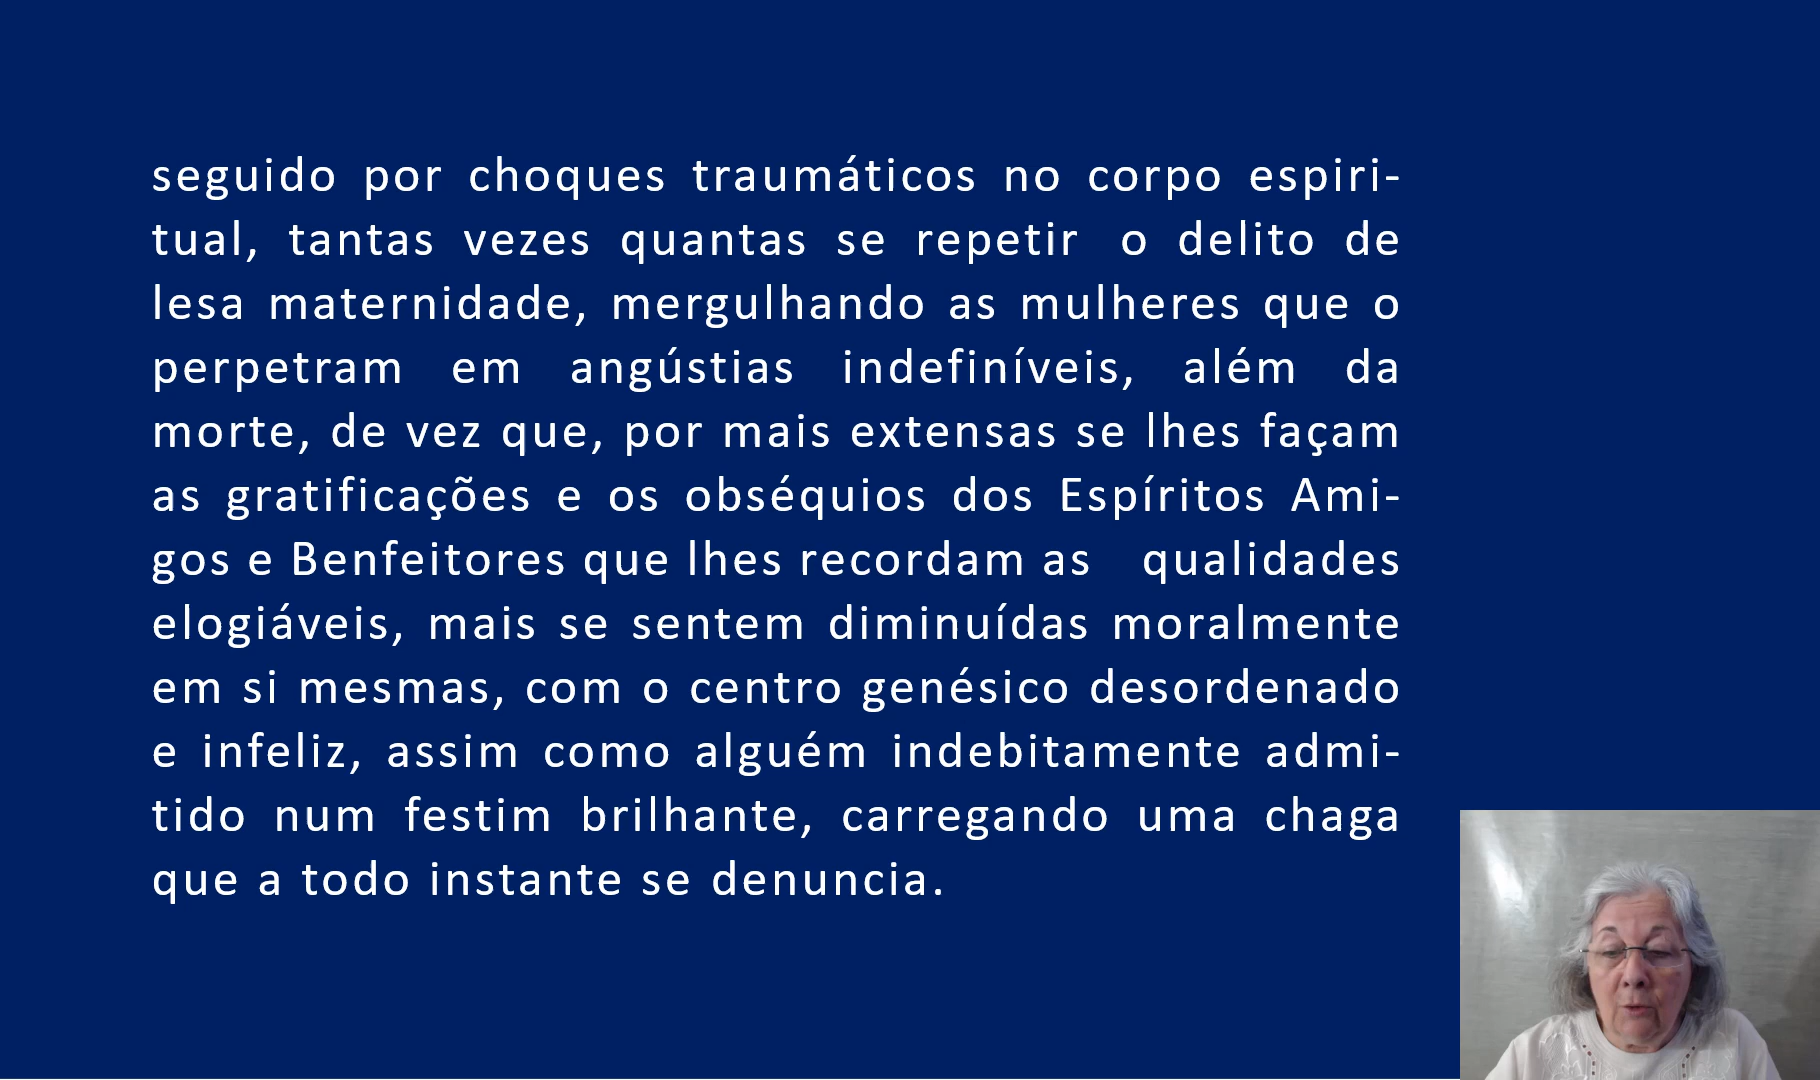 seguido por choques traumáticos no corpo espiri-
tual, tantas vezes quantas se repetir o delito de
lesa maternidade, mergulhando as mulheres que o
perpetram em angústias indefiníveis, além da
morte, de vez que, por mais extensas se lhes façam
as gratificações e os obséquios dos Espíritos Ami-
gos e Benfeitores que lhes recordam as qualidades
elogiáveis, mais se sentem diminuídas moralmente
em si mesmas, com o centro genésico desordenado
e infeliz, assim como alguém indebitamente admi-
tido num festim brilhante, carregando uma chaga
que a todo instante se denuncia.